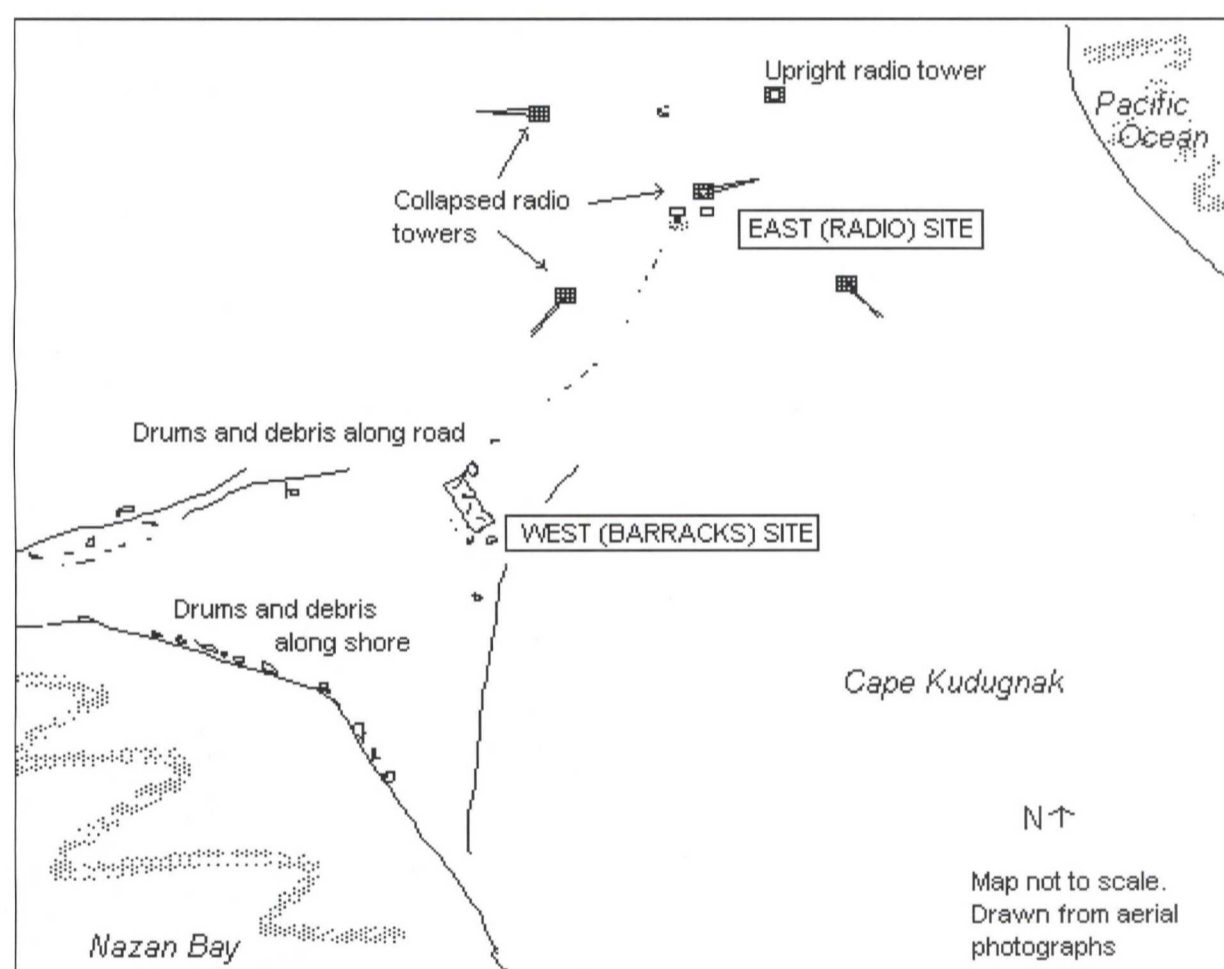 Upright radio tower
Pacific
Ocean
Collapsed radio
towers
EAST (RADIO) SITE
Drums and debris along road
WEST (BARRACKS) SITE
Drums and debris
along shore
Cape Kudugnak
N
Map not to scale.
Drawn from aerial
photographs
Nazan Bay